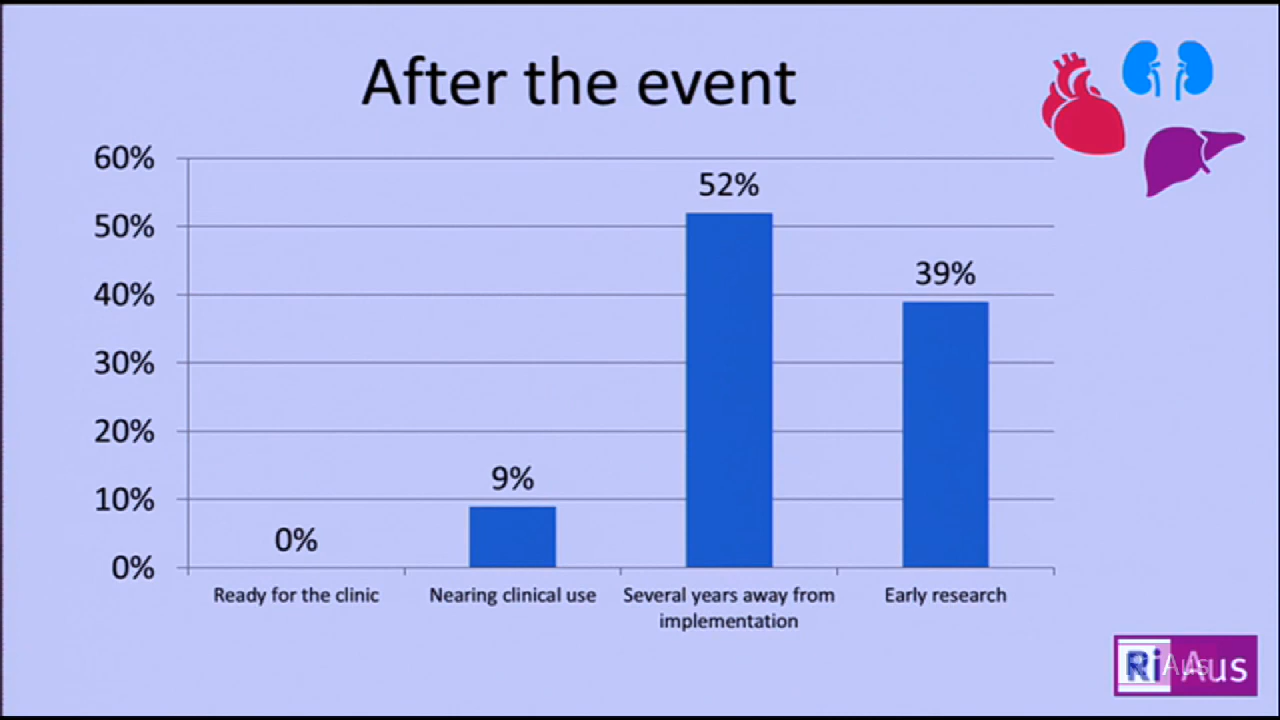 After the event
60%
50%
40%
30%
20%
10%
0%
0%
9%
52%
39%
Ready for the clinic
Nearing clinical use
Several years away from
implementation
Early research
Ri Aus
Aus